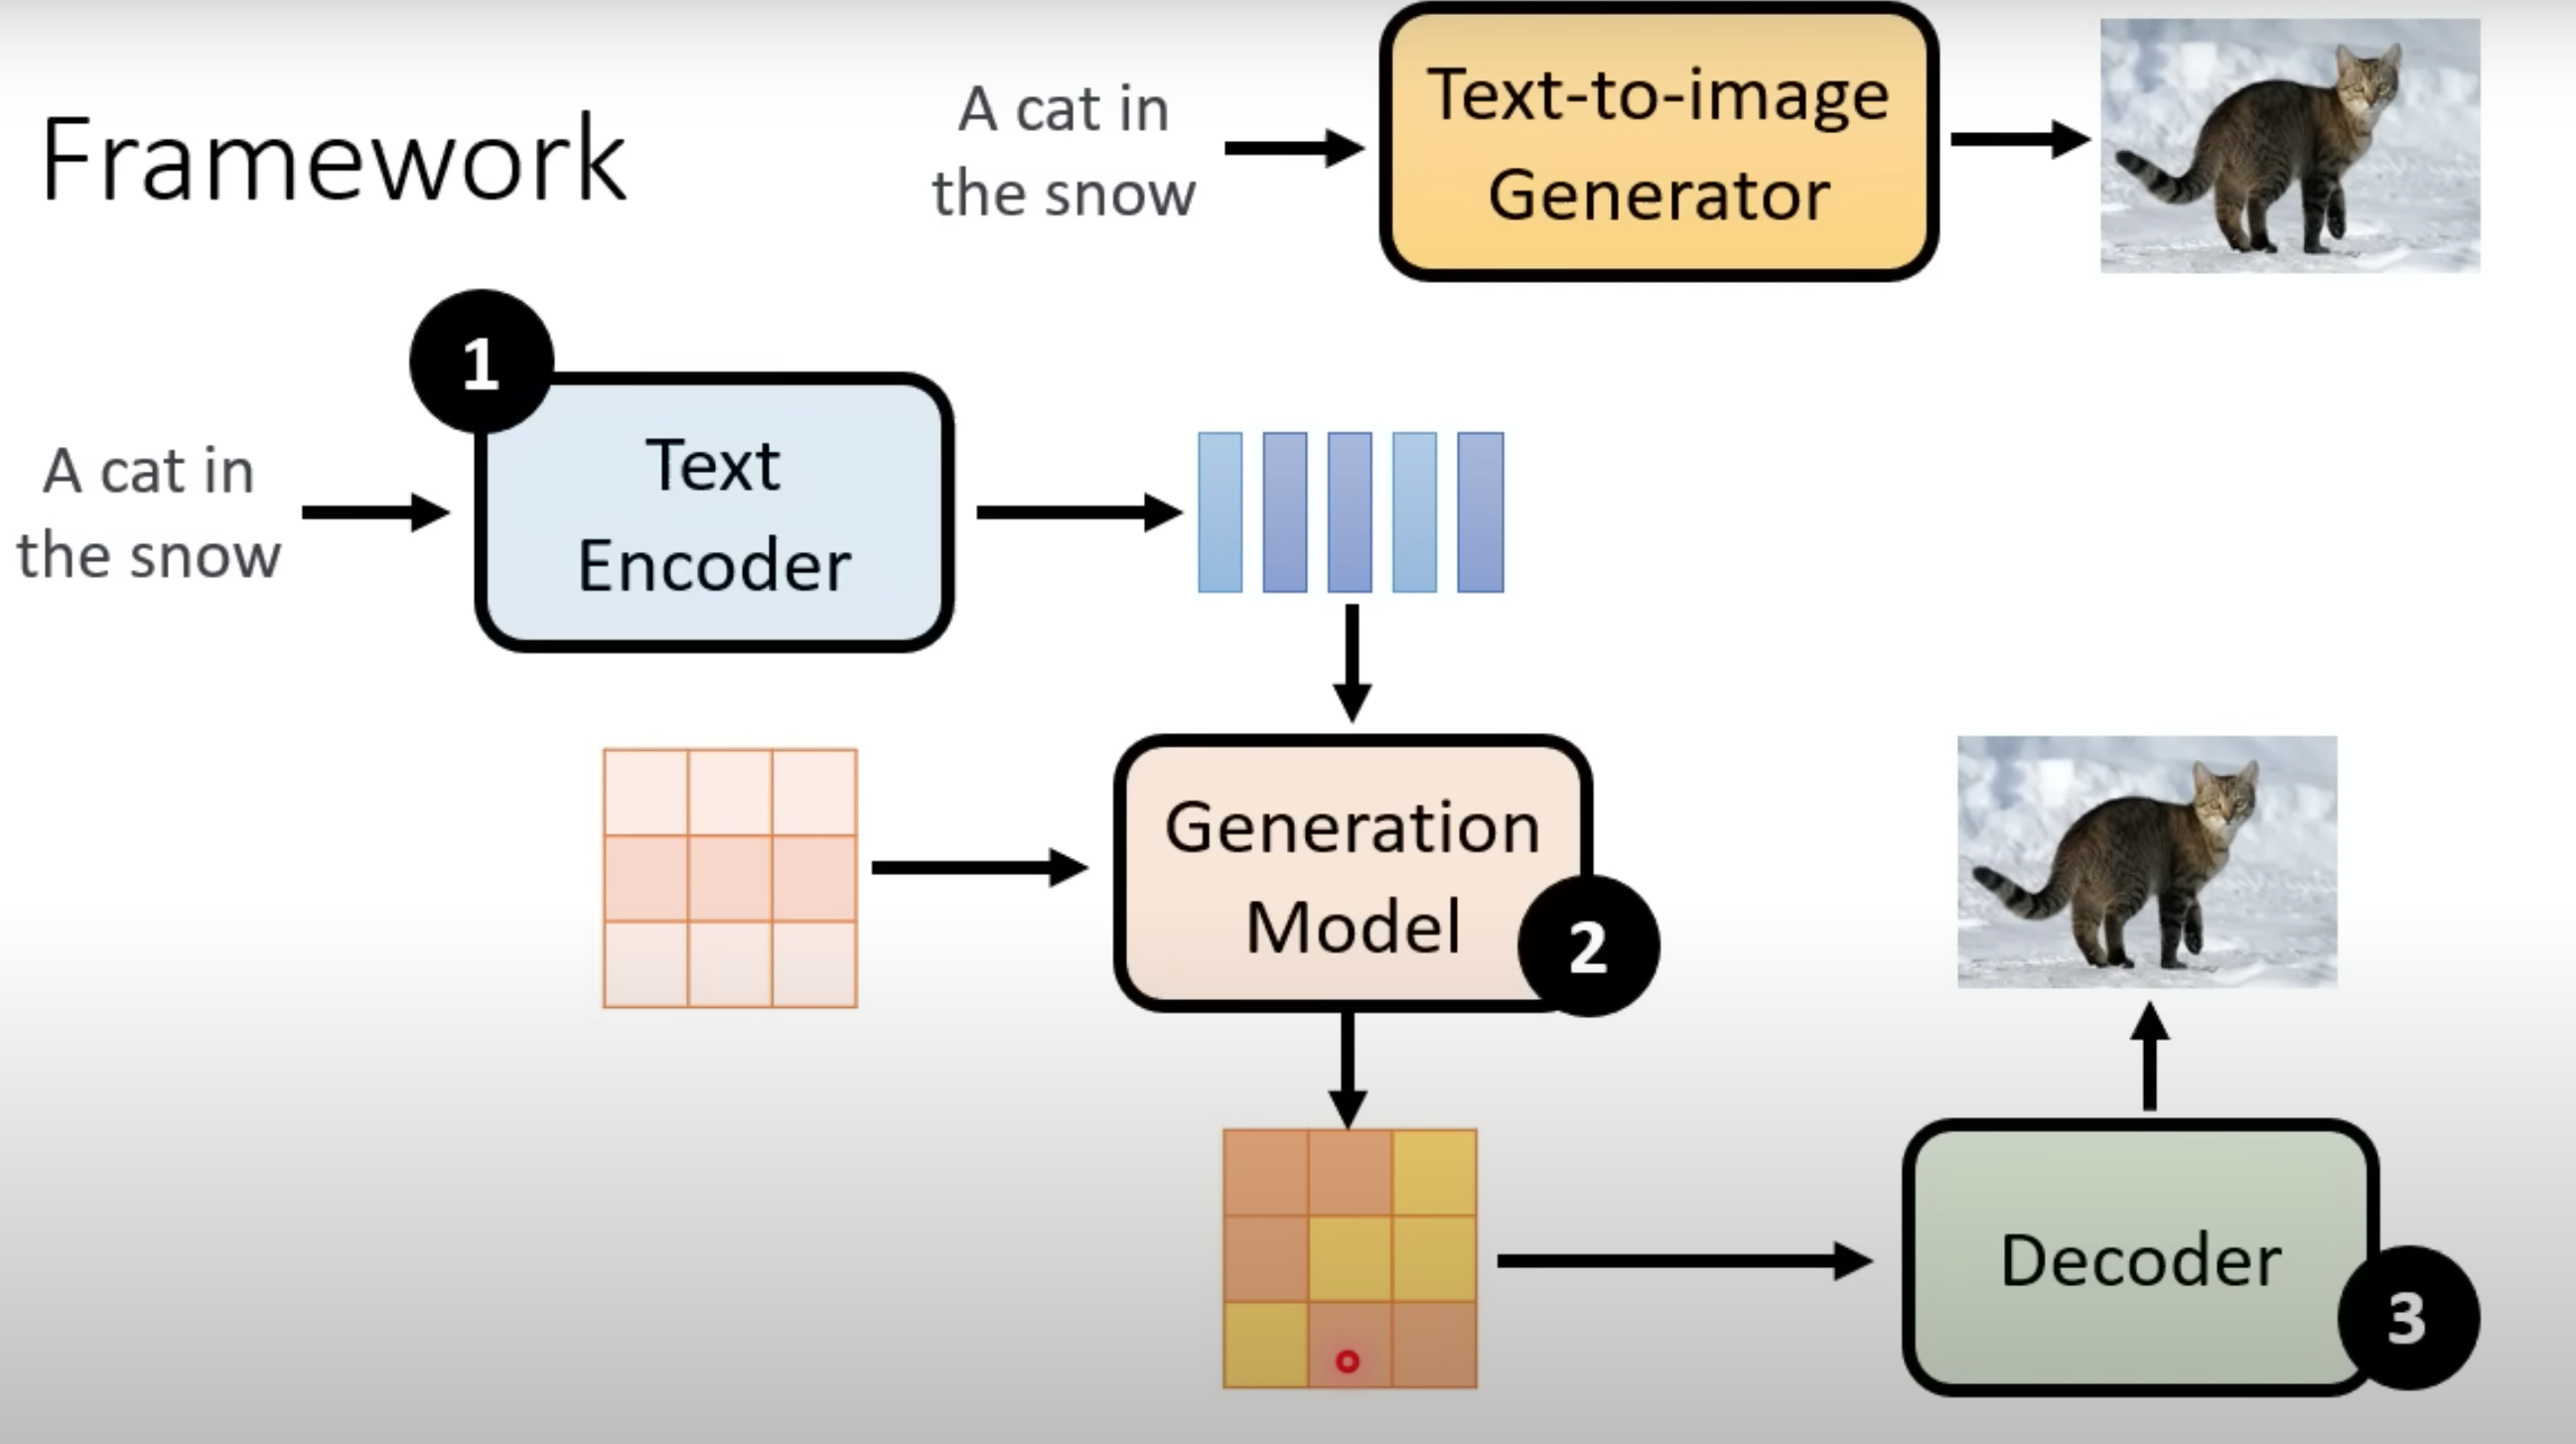 Framework
A cat in
the snow
Text-to-image
Generator
1
A cat in
the snow
Text
Encoder
Generation
Model
2
Decoder
3